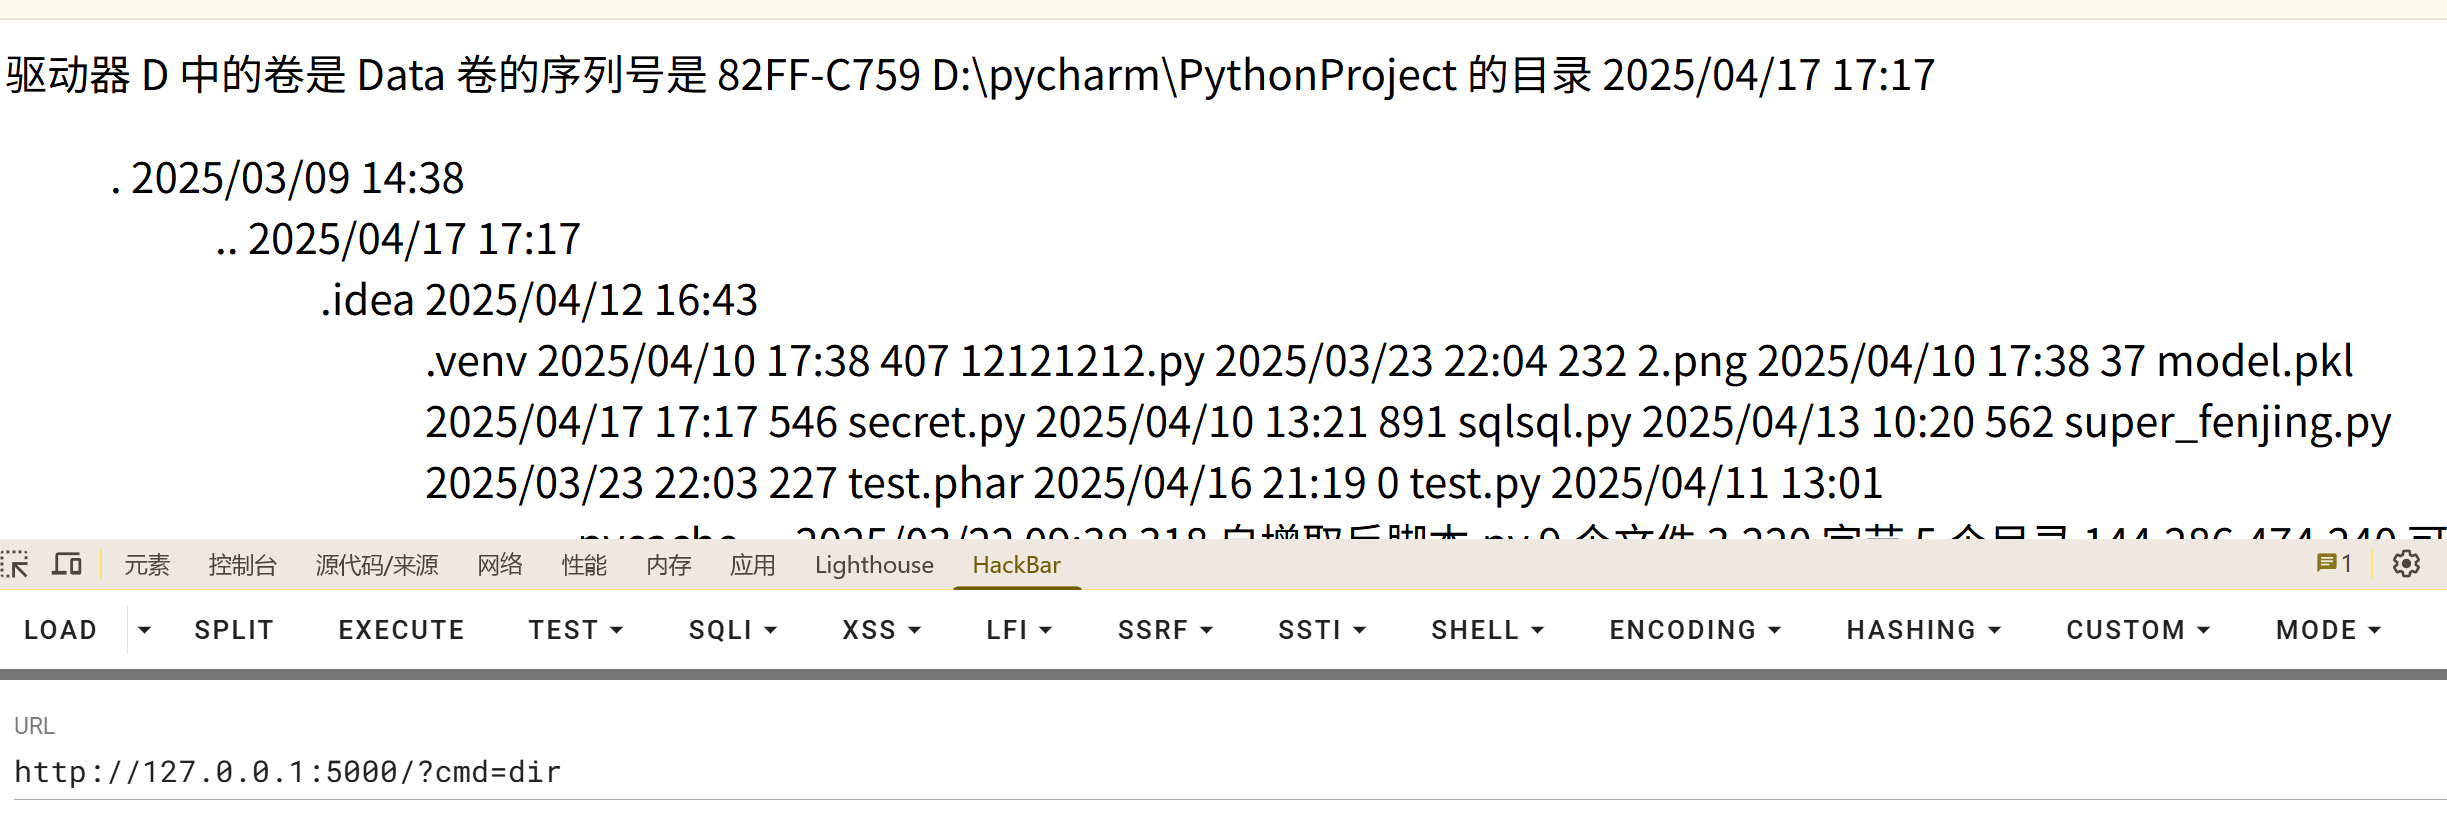 驱动器 D 中的卷是 Data 卷的序列号是 82FF-C759 D:\pycharm\PythonProject 的目录 2025/04/17 17:17
. 2025/03/09 14:38
.. 2025/04/17 17:17
.idea 2025/04/12 16:43
.venv 2025/04/10 17:38 407 12121212.py 2025/03/23 22:04 232 2.png 2025/04/10 17:38 37 model.pkl
2025/04/17 17:17 546 secret.py 2025/04/10 13:21 891 sqlsql.py 2025/04/13 10:20 562 super_fenjing.py
2025/03/23 22:03 227 test.phar 2025/04/16 21:19 0 test.py 2025/04/11 13:01
元素 控制台 源代码/来源 网络 性能 内存 应用 Lighthouse HackBar 1
LOAD SPLIT EXECUTE TEST SQLI XSS LFI SSRF SSTI SHELL ENCODING HASHING CUSTOM MODE
URL
http://127.0.0.1:5000/?cmd=dir